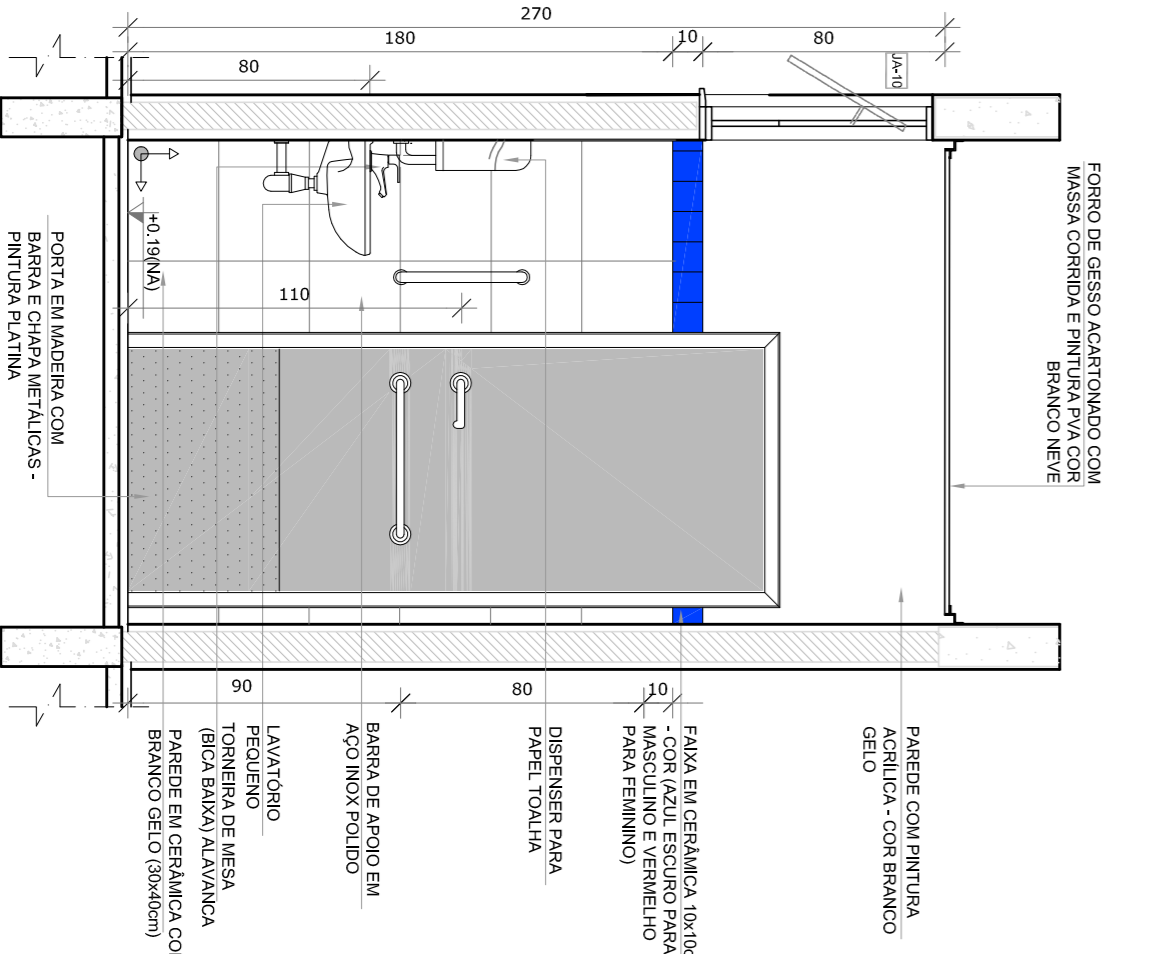 270
180
10
80
80
JA-10
FORRO DE GESSO ACARTONADO COM
MASSA CORRIDA E PINTURA PVA COR
BRANCO NEVE
+0.19(NA)
110
PORTA EM MADEIRA COM
BARRA E CHAPA METÁLICAS -
PINTURA PLATINA
90
80
10
PAREDE COM PINTURA
ACRÍLICA - COR BRANCO
GELO
FAIXA EM CERÂMICA 10x10c
- COR (AZUL ESCURO PARA
MASCULINO E VERMELHO
PARA FEMININO)
DISPENSER PARA
PAPEL TOALHA
BARRA DE APOIO EM
AÇO INOX POLIDO
LAVATÓRIO
PEQUENO
TORNEIRA DE MESA
(BICA BAIXA) ALAVANCA
PAREDE EM CERÂMICA CO
BRANCO GELO (30x40cm)